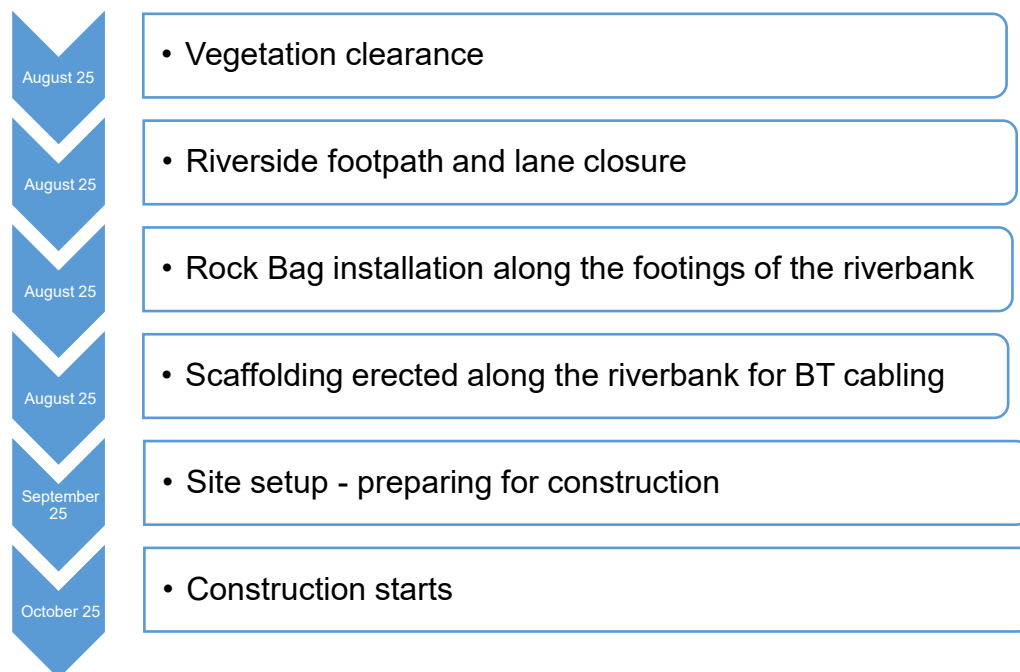 August 25
• Vegetation clearance
August 25
• Riverside footpath and lane closure
August 25
• Rock Bag installation along the footings of the riverbank
August 25
• Scaffolding erected along the riverbank for BT cabling
September
25
• Site setup - preparing for construction
October 25
• Construction starts